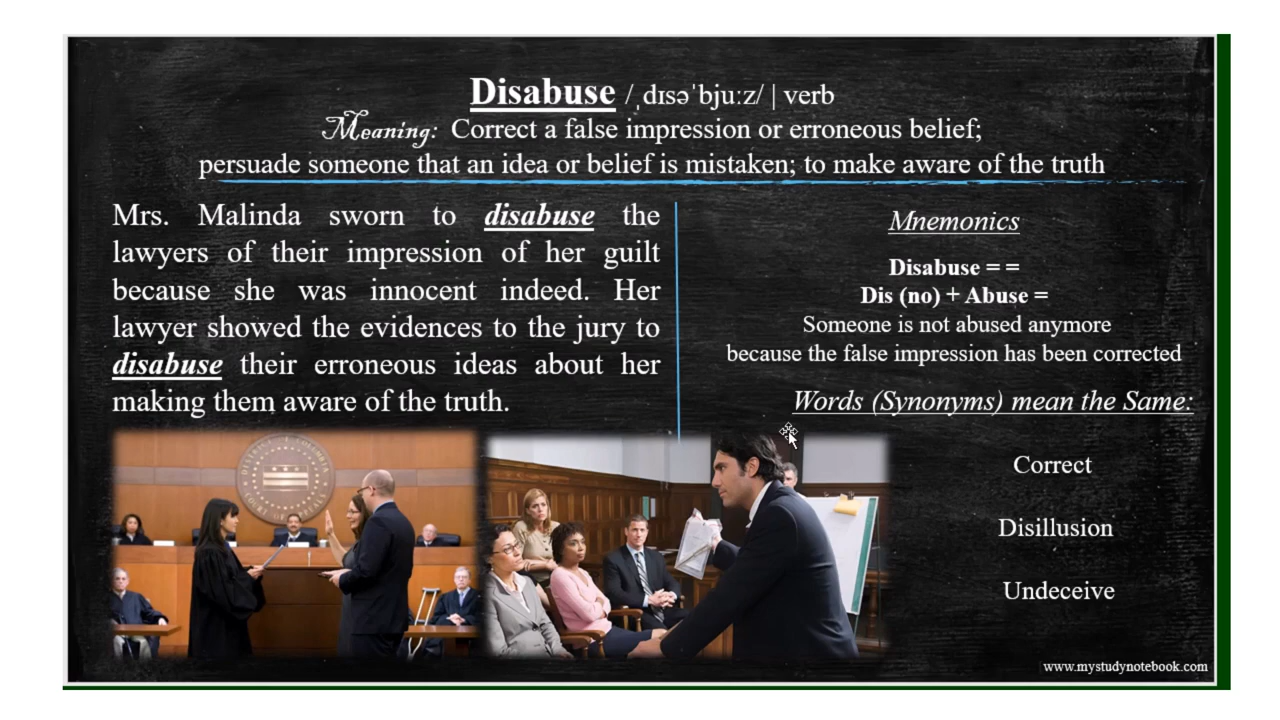 Disabuse /ˌdɪsəˈbjuːz/ | verb
Meaning: Correct a false impression or erroneous belief;
persuade someone that an idea or belief is mistaken; to make aware of the truth
Mrs. Malinda sworn to disabuse the
lawyers of their impression of her guilt
because she was innocent indeed. Her
lawyer showed the evidences to the jury to
disabuse their erroneous ideas about her
making them aware of the truth.
Mnemonics
Disabuse = =
Dis (no) + Abuse =
Someone is not abused anymore
because the false impression has been corrected
Words (Synonyms) mean the Same:
Correct
Disillusion
Undeceive
www.mystudynotebook.com